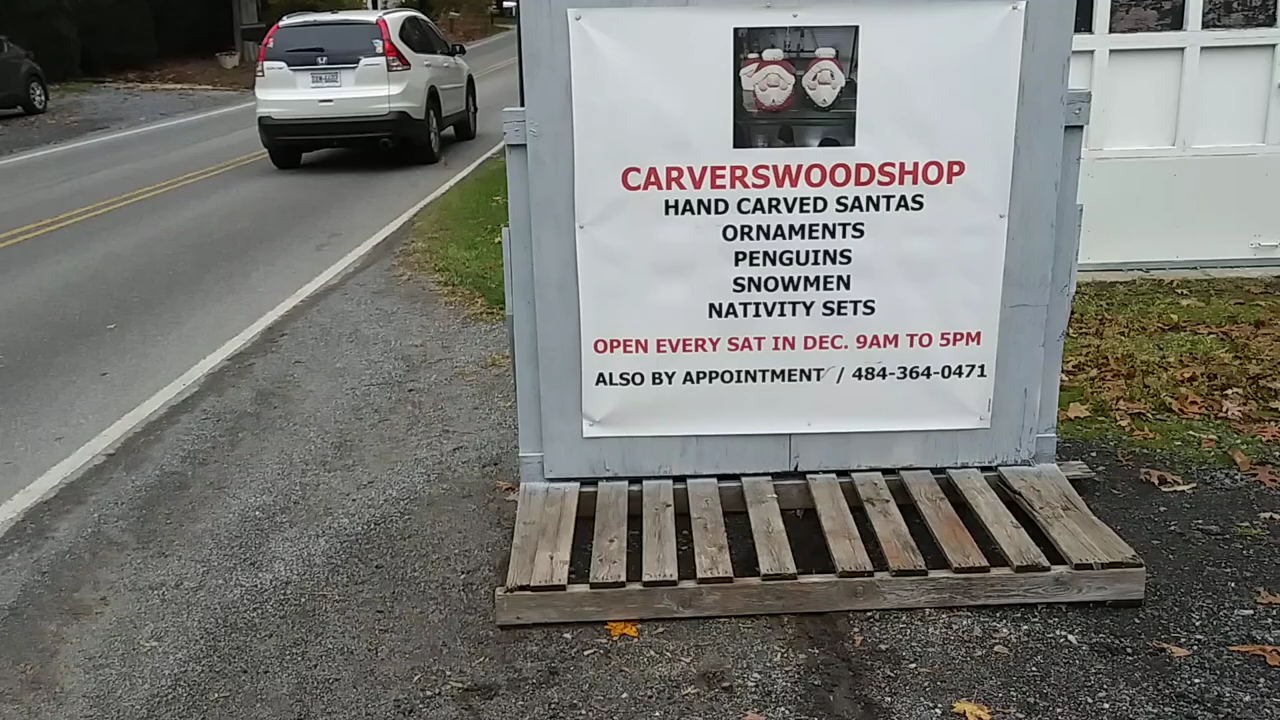 CARVERSWOODSHOP
HAND CARVED SANTAS
ORNAMENTS
PENGUINS
SNOWMEN
NATIVITY SETS
OPEN EVERY SAT IN DEC. 9AM TO 5PM
ALSO BY APPOINTMENT / 484-364-0471